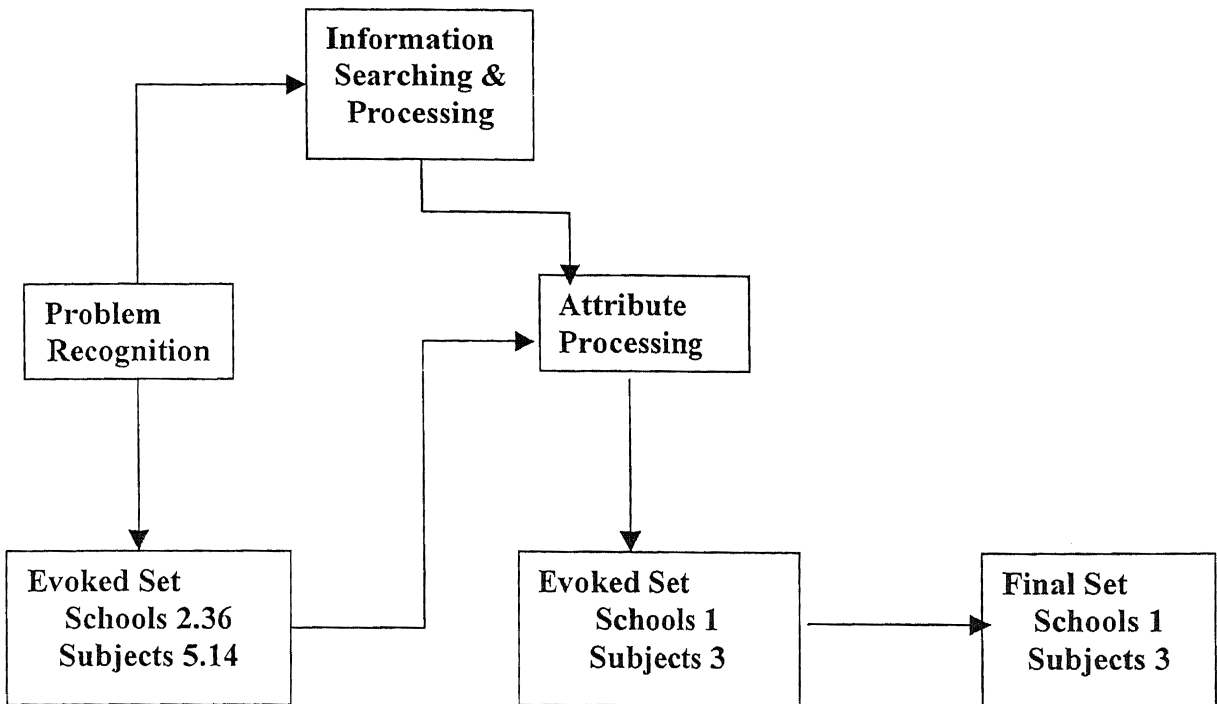 Information
Searching &
Processing
Problem
Recognition
Attribute
Processing
Evoked Set
Schools 2.36
Subjects 5.14
Evoked Set
Schools 1
Subjects 3
Final Set
Schools 1
Subjects 3